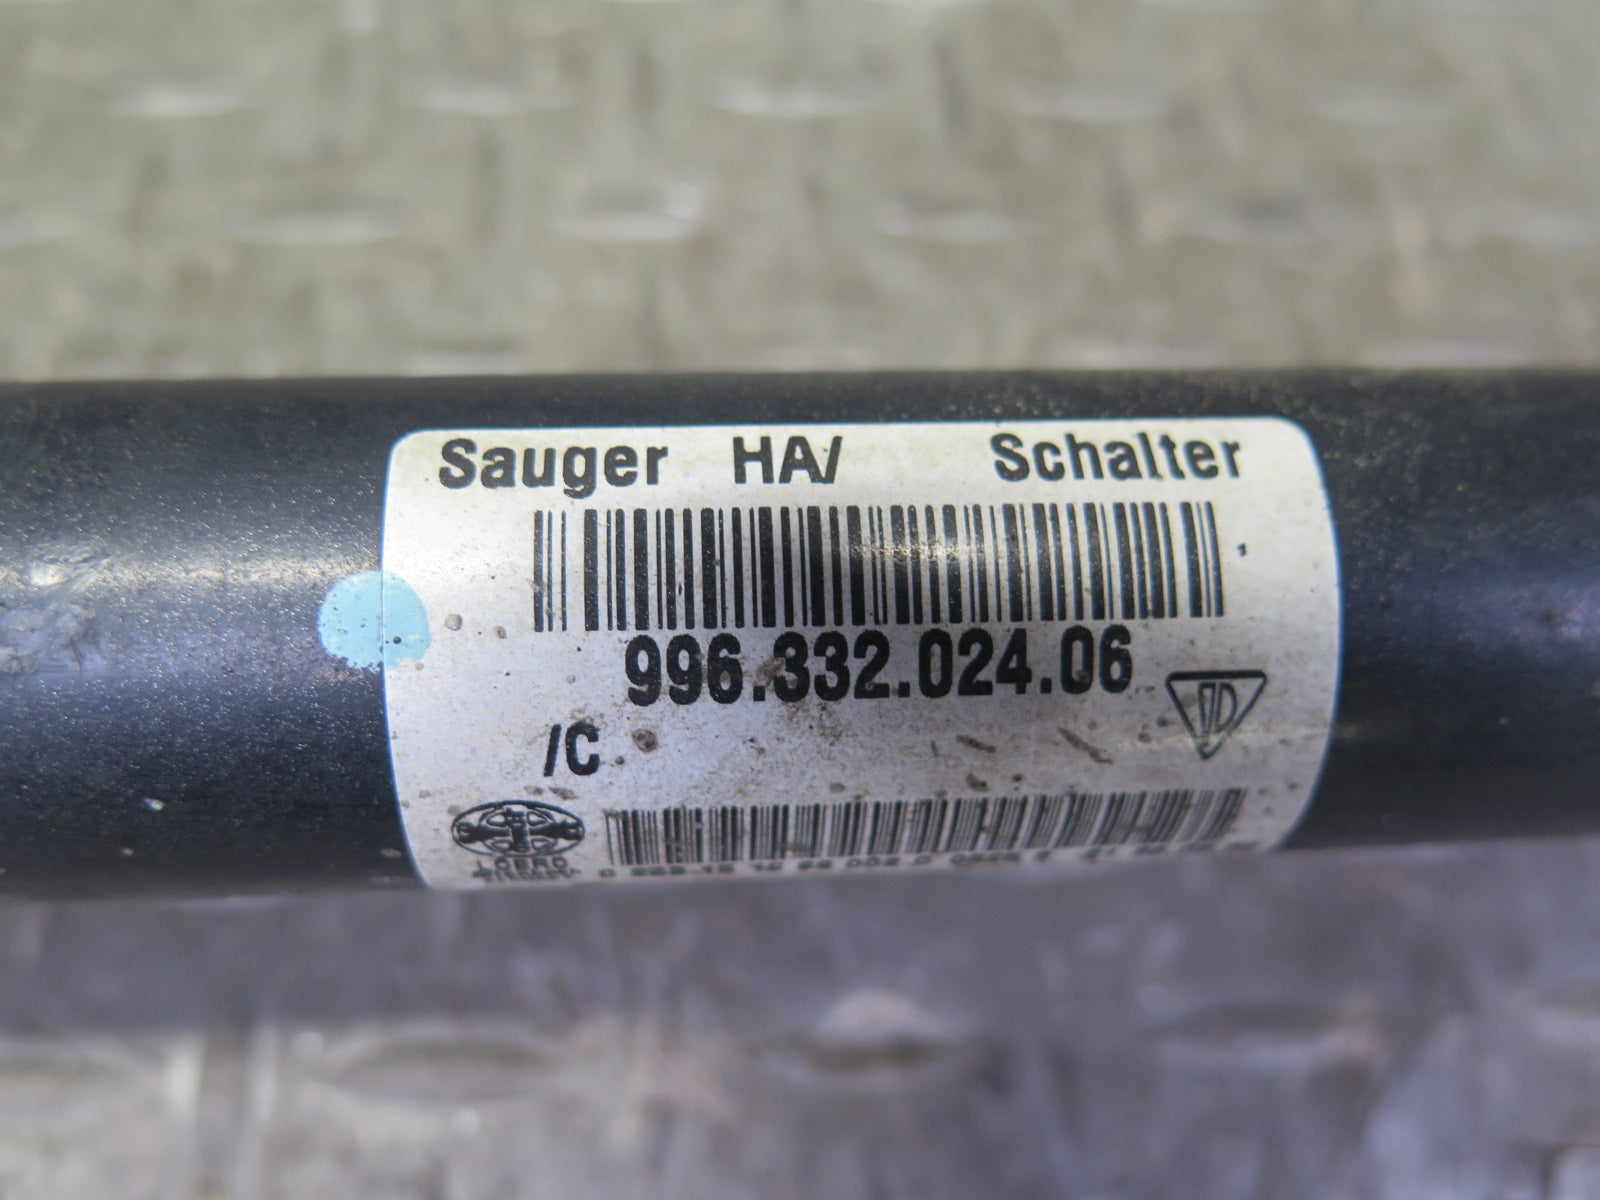 Sauger HA/ Schalter
996.332.024.06
/C